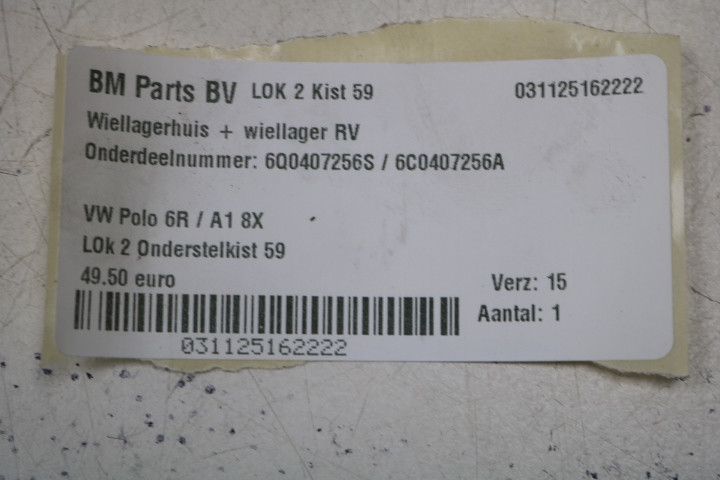 BM Parts BV LOK 2 Kist 59 031125162222
Wiellagerhuis + wiellager RV
Onderdeelnummer: 6Q0407256S / 6C0407256A
VW Polo 6R / A1 8X
LOk 2 Onderstelkist 59
49.50 euro Verz: 15
Aantal: 1
031125162222